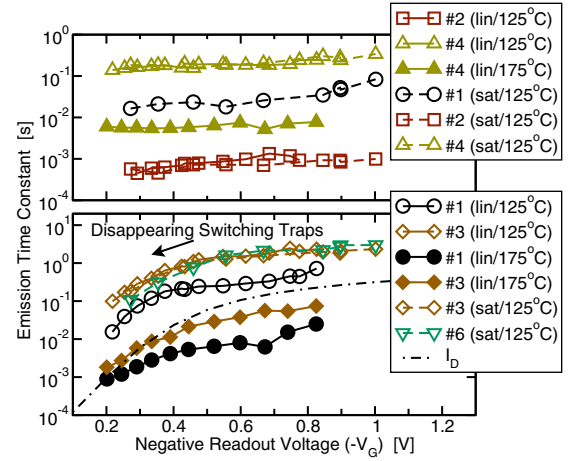 #2 (lin/125°C)
#4 (lin/125°C)
#4 (lin/175°C)
#1 (sat/125°C)
#2 (sat/125°C)
#4 (sat/125°C)
10^0
10^-1
10^-2
10^-3
10^-4
Emission Time Constant [s]
Disappearing Switching Traps
10^1
10^0
10^-1
10^-2
10^-3
10^-4
#1 (lin/125°C)
#3 (lin/125°C)
#1 (lin/175°C)
#3 (lin/175°C)
#3 (sat/125°C)
#6 (sat/125°C)
I_D
0 0.2 0.4 0.6 0.8 1 1.2
Negative Readout Voltage (-V_G) [V]